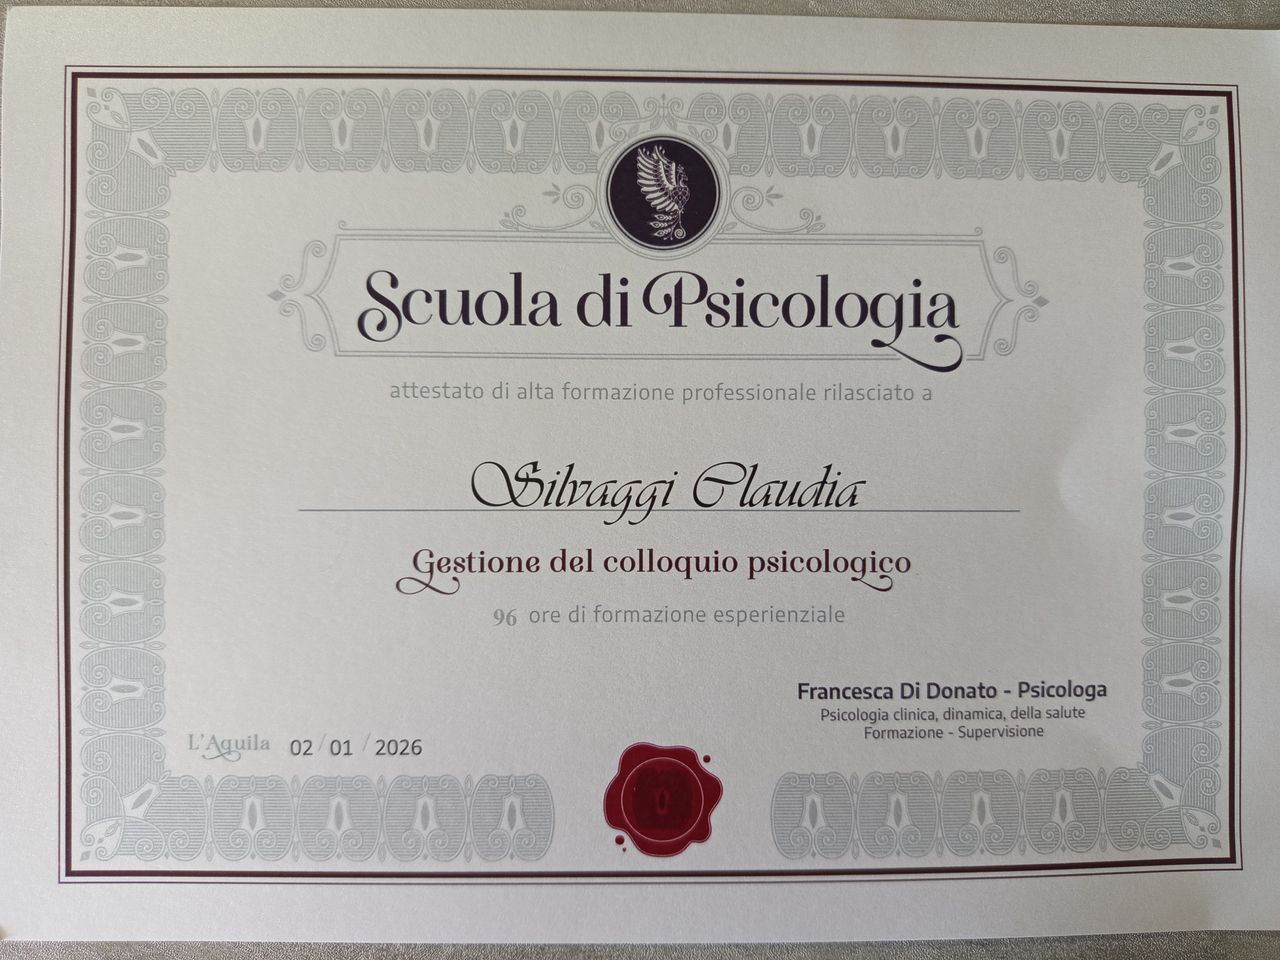 Scuola di Psicologia
attestato di alta formazione professionale rilasciato a
Silvaggi Claudia
Gestione del colloquio psicologico
96 ore di formazione esperienziale
Francesca Di Donato - Psicologa
Psicologia clinica, dinamica, della salute
Formazione - Supervisione
L'Aquila 02 / 01 / 2026